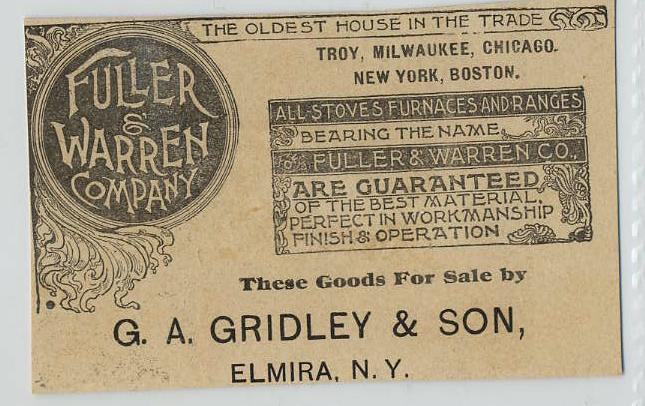 FULLER
&
WARREN
COMPANY
THE OLDEST HOUSE IN THE TRADE
TROY, MILWAUKEE, CHICAGO.
NEW YORK, BOSTON.
ALL STOVES FURNACES AND RANGES
BEARING THE NAME,
FULLER & WARREN CO.,
ARE GUARANTEED
OF THE BEST MATERIAL,
PERFECT IN WORKMANSHIP
FINISH & OPERATION
These Goods For Sale by
G. A. GRIDLEY & SON,
ELMIRA, N. Y.